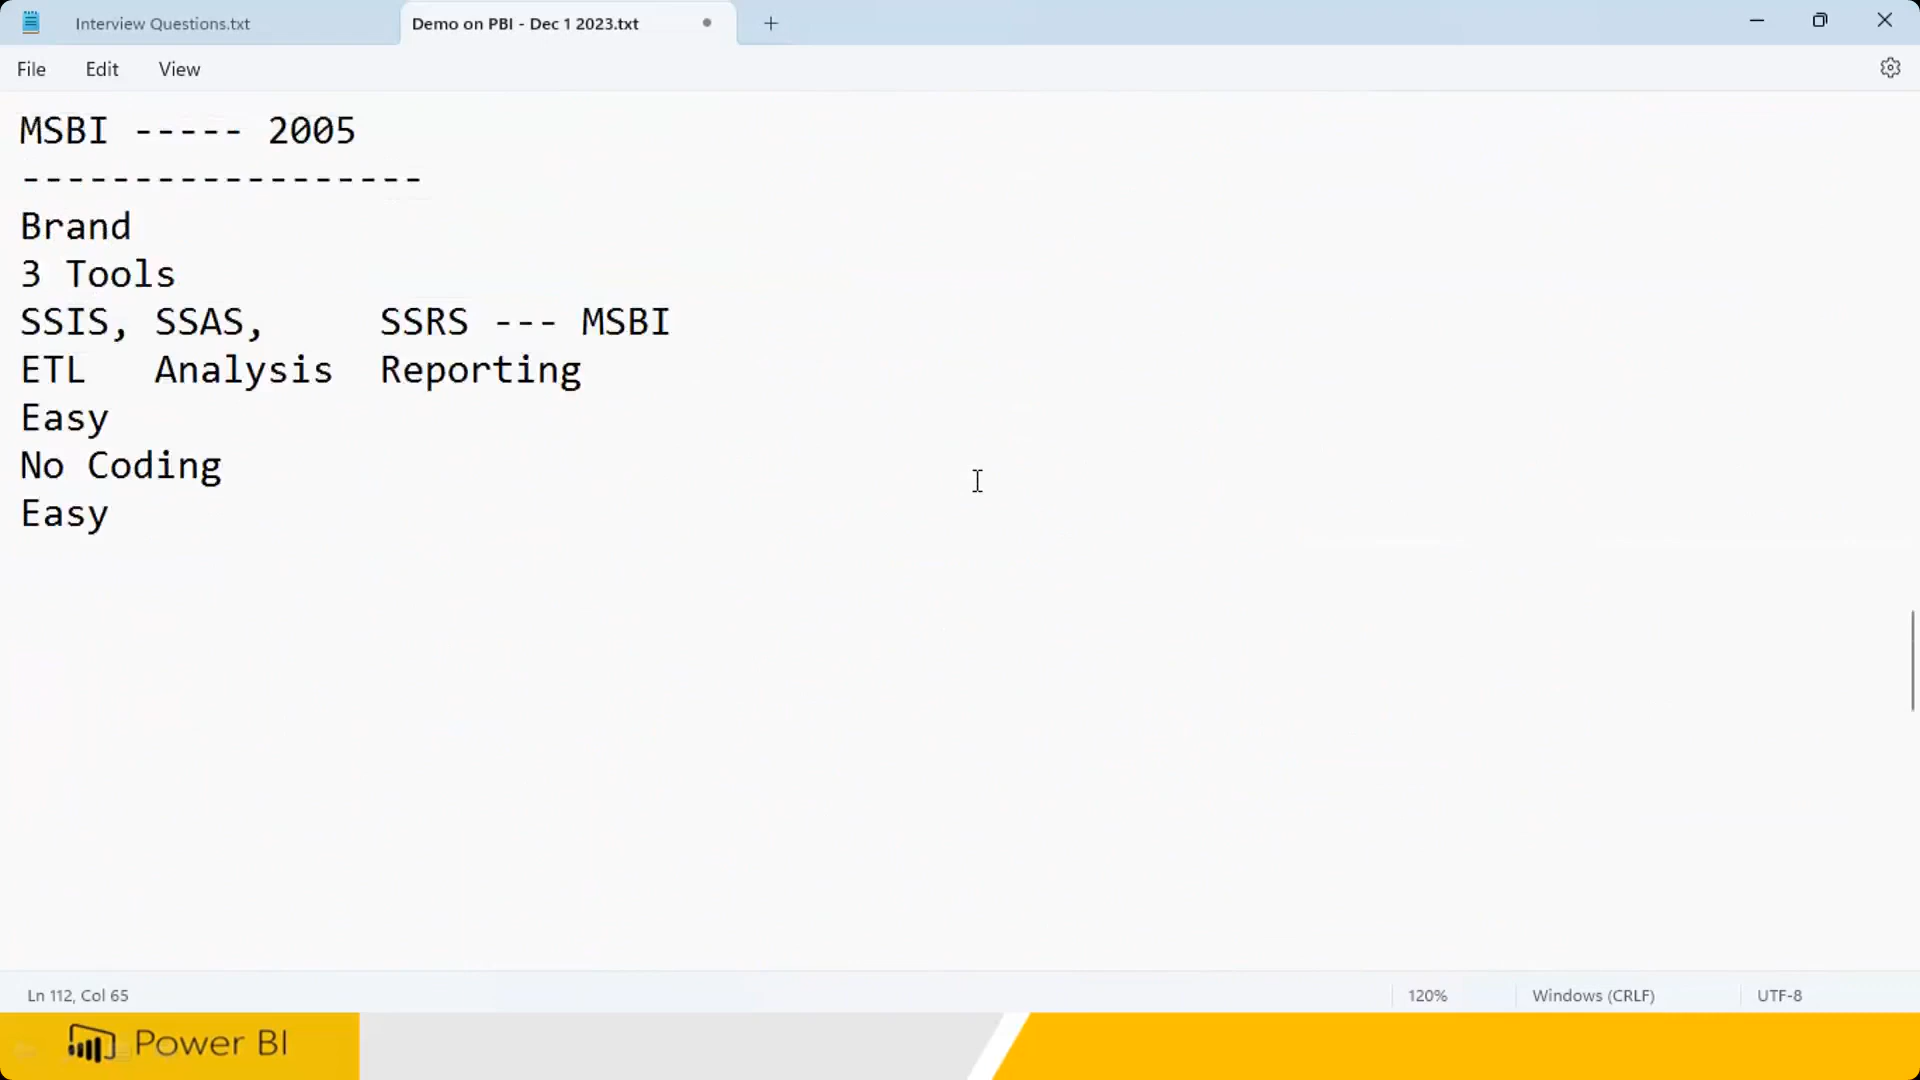 Interview Questions.txt
Demo on PBI - Dec 1 2023.txt
File Edit View
MSBI ----- 2005
------------------
Brand
3 Tools
SSIS, SSAS,     SSRS --- MSBI
ETL   Analysis  Reporting
Easy
No Coding
Easy
Ln 112, Col 65
120%
Windows (CRLF)
UTF-8
Power BI